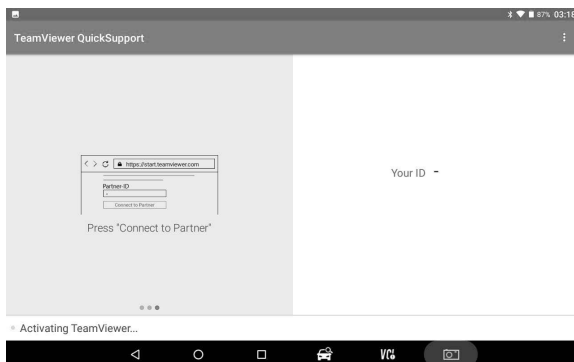 87% 03:18
TeamViewer QuickSupport
https://start.teamviewer.com
Partner-ID
-
Connect to Partner
Press "Connect to Partner"
Your ID -
Activating TeamViewer...
VCI